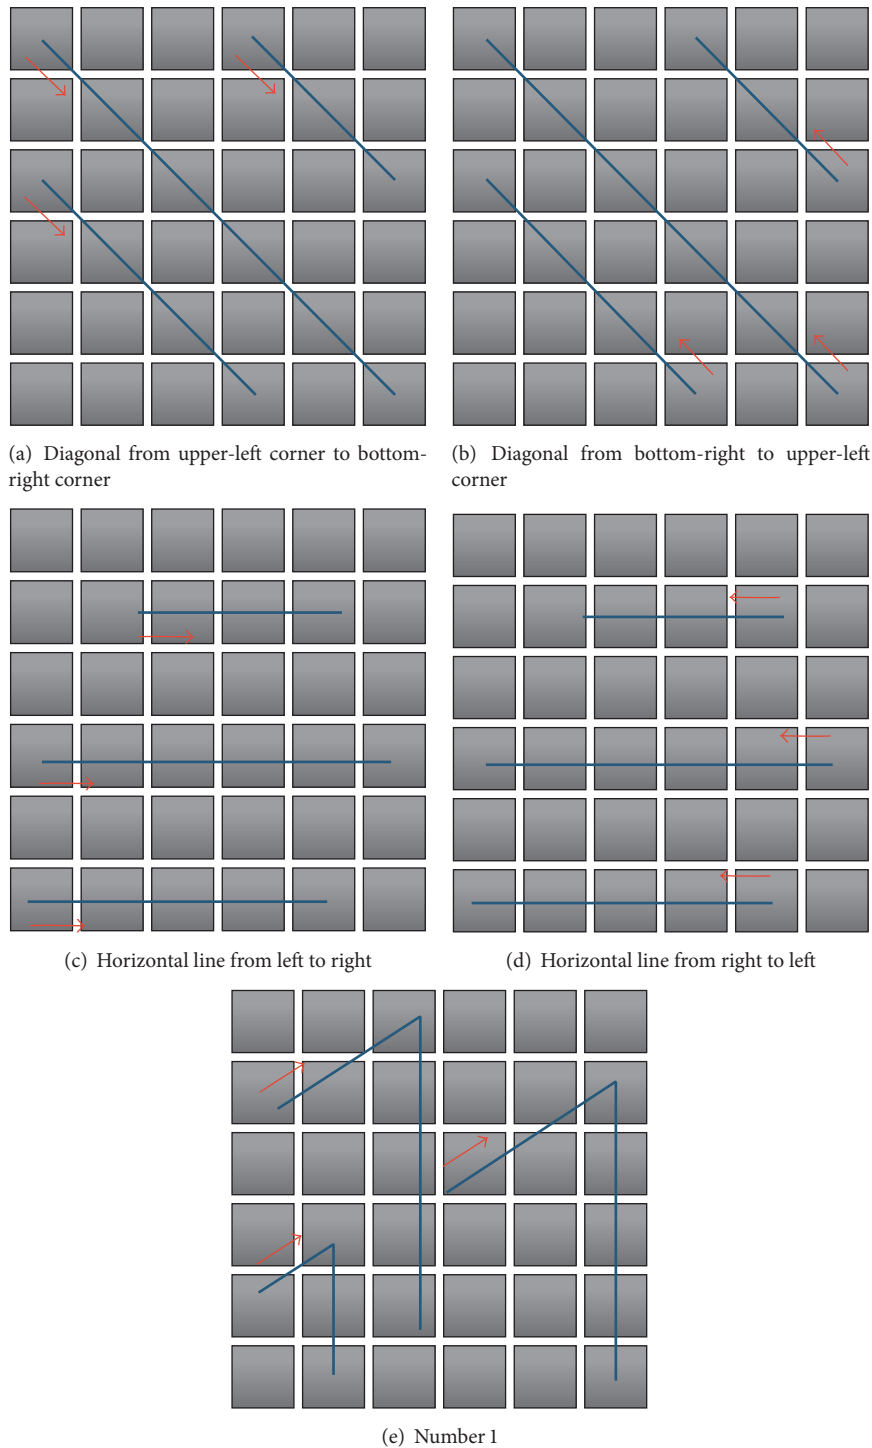 (a) Diagonal from upper-left corner to bottom-
right corner
(b) Diagonal from bottom-right to upper-left
corner
(c) Horizontal line from left to right
(d) Horizontal line from right to left
(e) Number 1